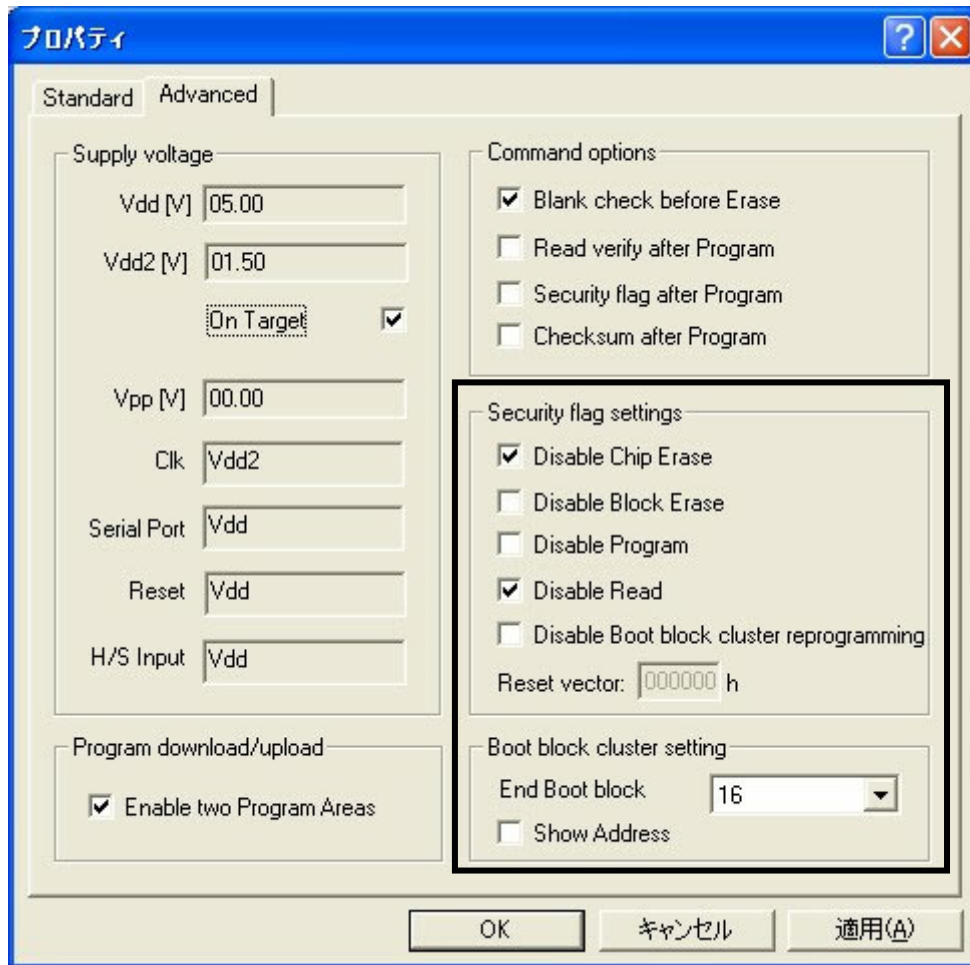 プロパティ
Standard
Advanced
Supply voltage
Vdd [V] 05.00
Vdd2 [V] 01.50
On Target
Vpp [V] 00.00
Clk Vdd2
Serial Port Vdd
Reset Vdd
H/S Input Vdd
Program download/upload
Enable two Program Areas
Command options
Blank check before Erase
Read verify after Program
Security flag after Program
Checksum after Program
Security flag settings
Disable Chip Erase
Disable Block Erase
Disable Program
Disable Read
Disable Boot block cluster reprogramming
Reset vector: 000000 h
Boot block cluster setting
End Boot block 16
Show Address
OK
キャンセル
適用(A)